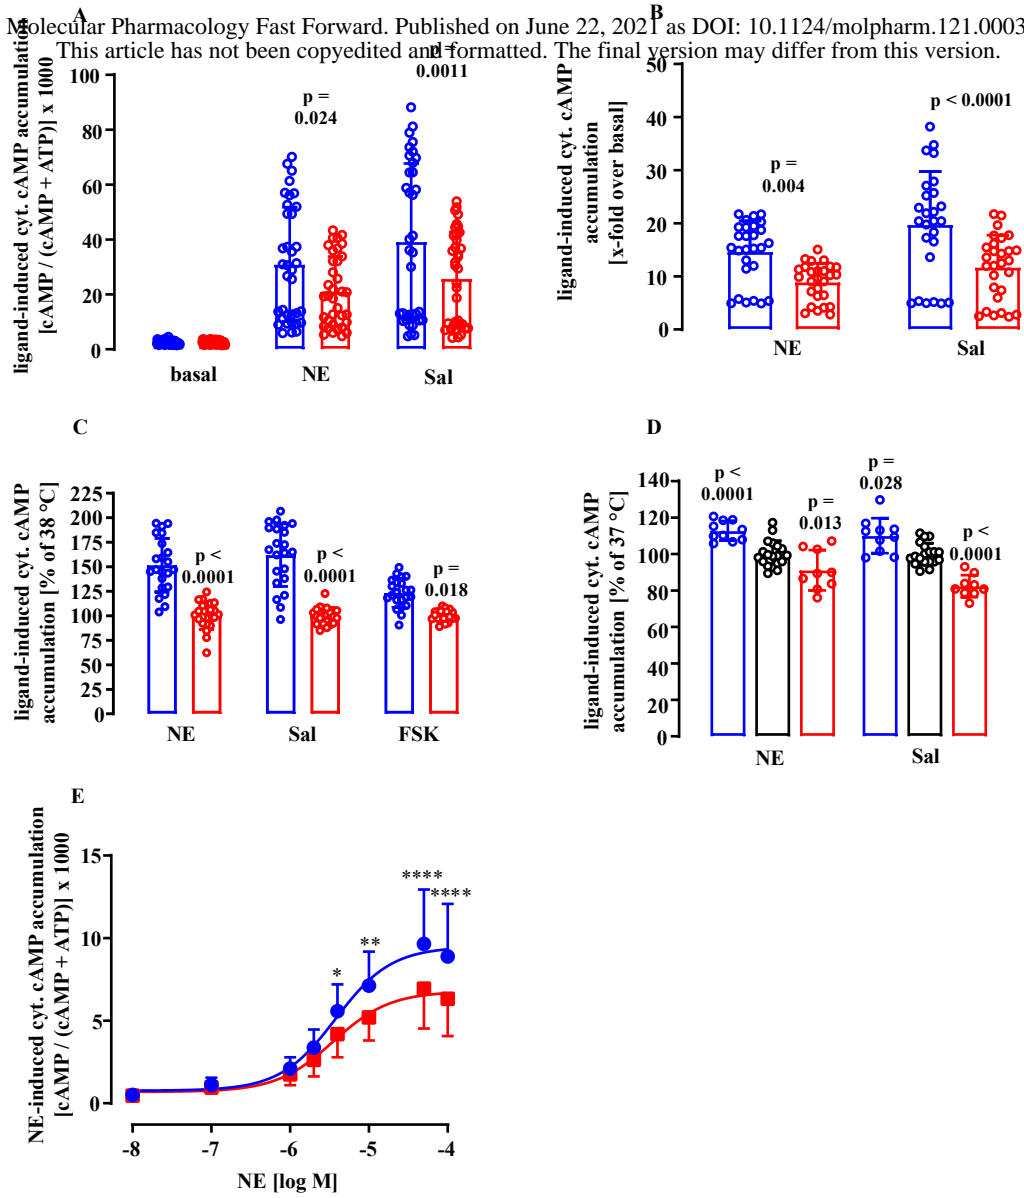 Molecular Pharmacology Fast Forward. Published on June 22, 2021 as DOI: 10.1124/molpharm.121.0003
This article has not been copyedited and formatted. The final version may differ from this version.
A
ligand-induced cyt. cAMP accumulation
[cAMP / (cAMP + ATP)] x 1000
100
80
60
40
20
0
p =
0.024
p =
0.0011
basal
NE
Sal
B
ligand-induced cyt. cAMP
accumulation
[x-fold over basal]
50
40
30
20
10
0
p =
0.004
p < 0.0001
NE
Sal
C
ligand-induced cyt. cAMP
accumulation [% of 38 °C]
225
200
175
150
125
100
75
50
25
0
p <
0.0001
p <
0.0001
p =
0.018
NE
Sal
FSK
D
ligand-induced cyt. cAMP
accumulation [% of 37 °C]
140
120
100
80
60
40
20
0
p <
0.0001
p =
0.013
p =
0.028
p <
0.0001
NE
Sal
E
NE-induced cyt. cAMP accumulation
[cAMP / (cAMP + ATP)] x 1000
15
10
5
0
*
**
****
****
-8
-7
-6
-5
-4
NE [log M]